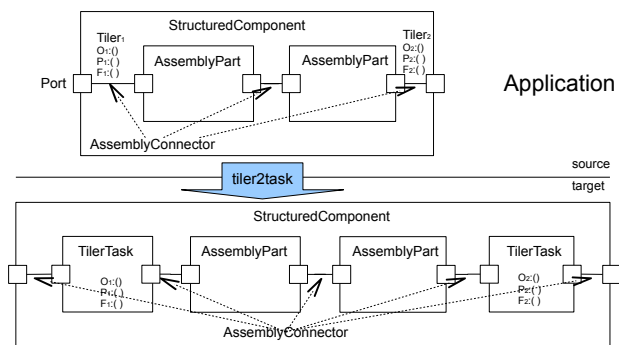 StructuredComponent
Tiler₁
O₁:()
P₁:( )
F₁:( )
Tiler₂
O₂:()
P₂:( )
F₂:( )
AssemblyPart
AssemblyPart
Port
Application
AssemblyConnector
source
tiler2task
target
StructuredComponent
TilerTask
AssemblyPart
AssemblyPart
TilerTask
O₁:()
P₁:( )
F₁:( )
O₂:()
P₂:( )
F₂:( )
AssemblyConnector